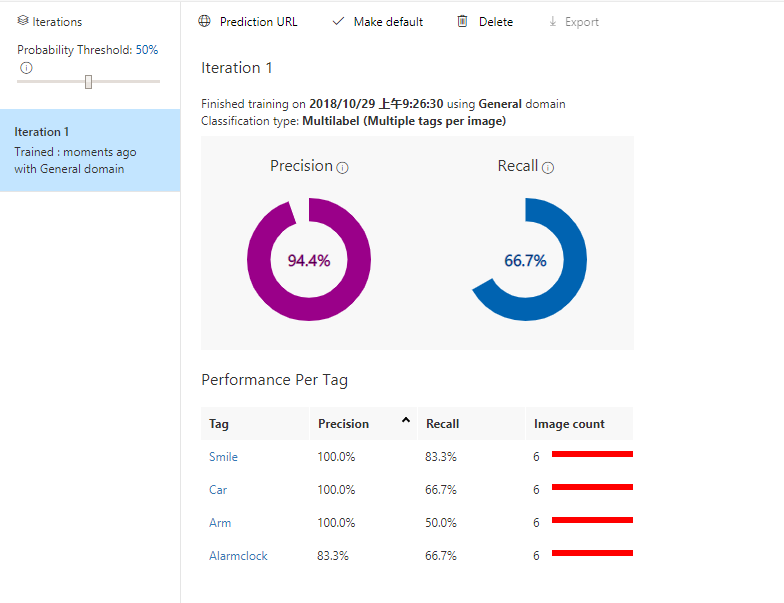 Iterations
Prediction URL
Make default
Delete
Export
Probability Threshold: 50%
Iteration 1
Trained : moments ago
with General domain
Iteration 1
Finished training on 2018/10/29 上午9:26:30 using General domain
Classification type: Multilabel (Multiple tags per image)
Precision
Recall
94.4%
66.7%
Performance Per Tag
Tag Precision Recall Image count
Smile 100.0% 83.3% 6
Car 100.0% 66.7% 6
Arm 100.0% 50.0% 6
Alarmclock 83.3% 66.7% 6